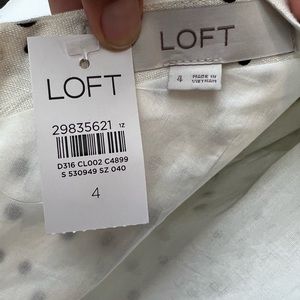 LOFT
29835621 1Z
D316 CL002 C4899
S 530949 SZ 040
4
LOFT
4
MADE IN
VIETNAM